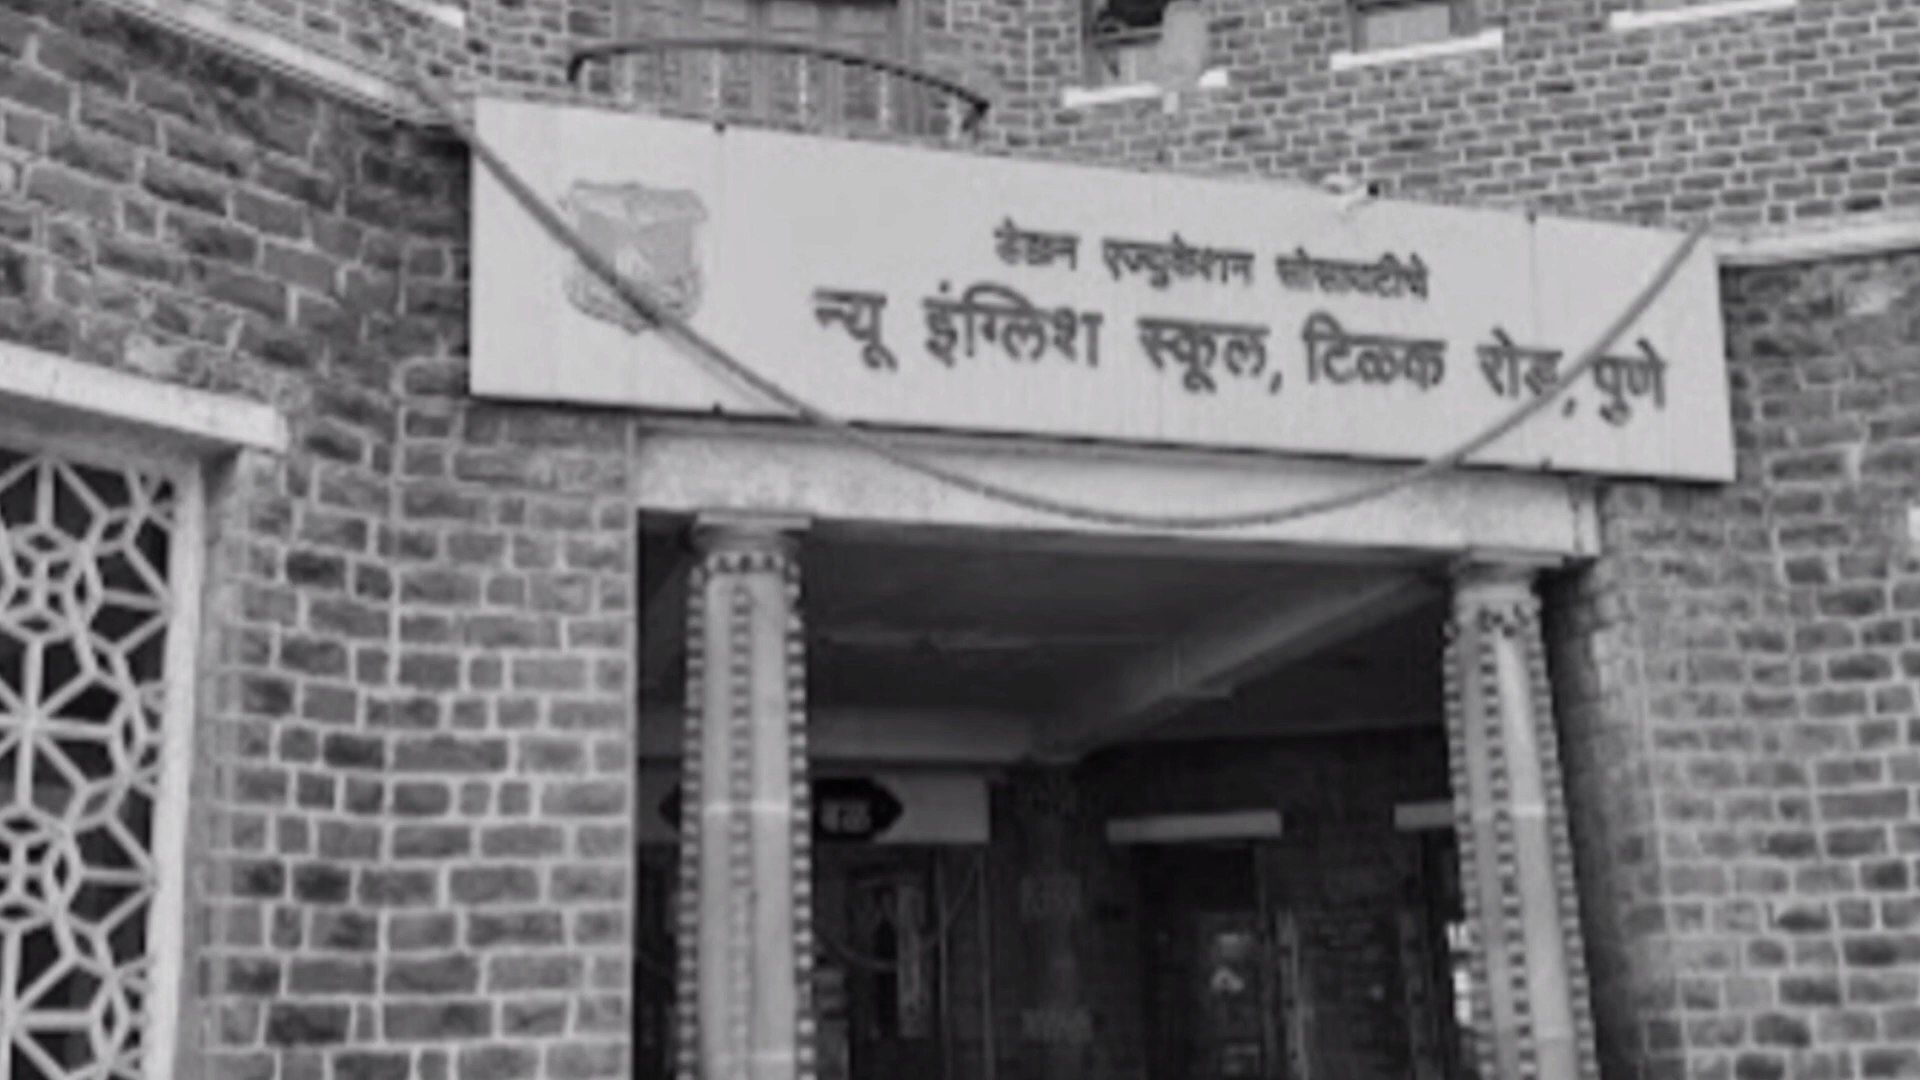 डेक्कन एज्युकेशन सोसायटीचे
न्यू इंग्लिश स्कूल, टिळक रोड, पुणे